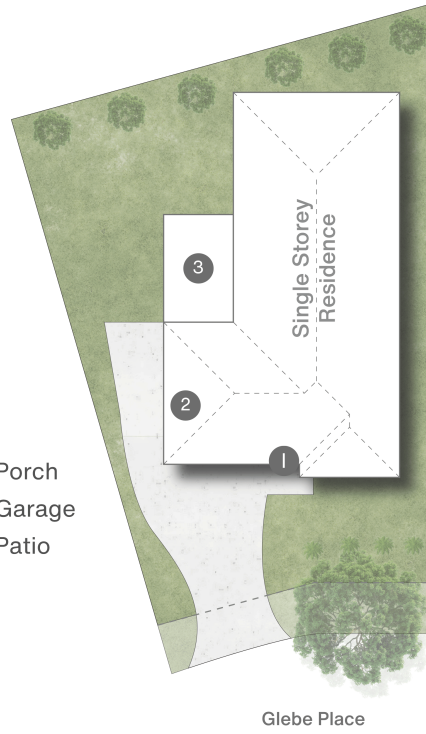 3
Single Storey
Residence
2
1
Porch
Garage
Patio
Glebe Place